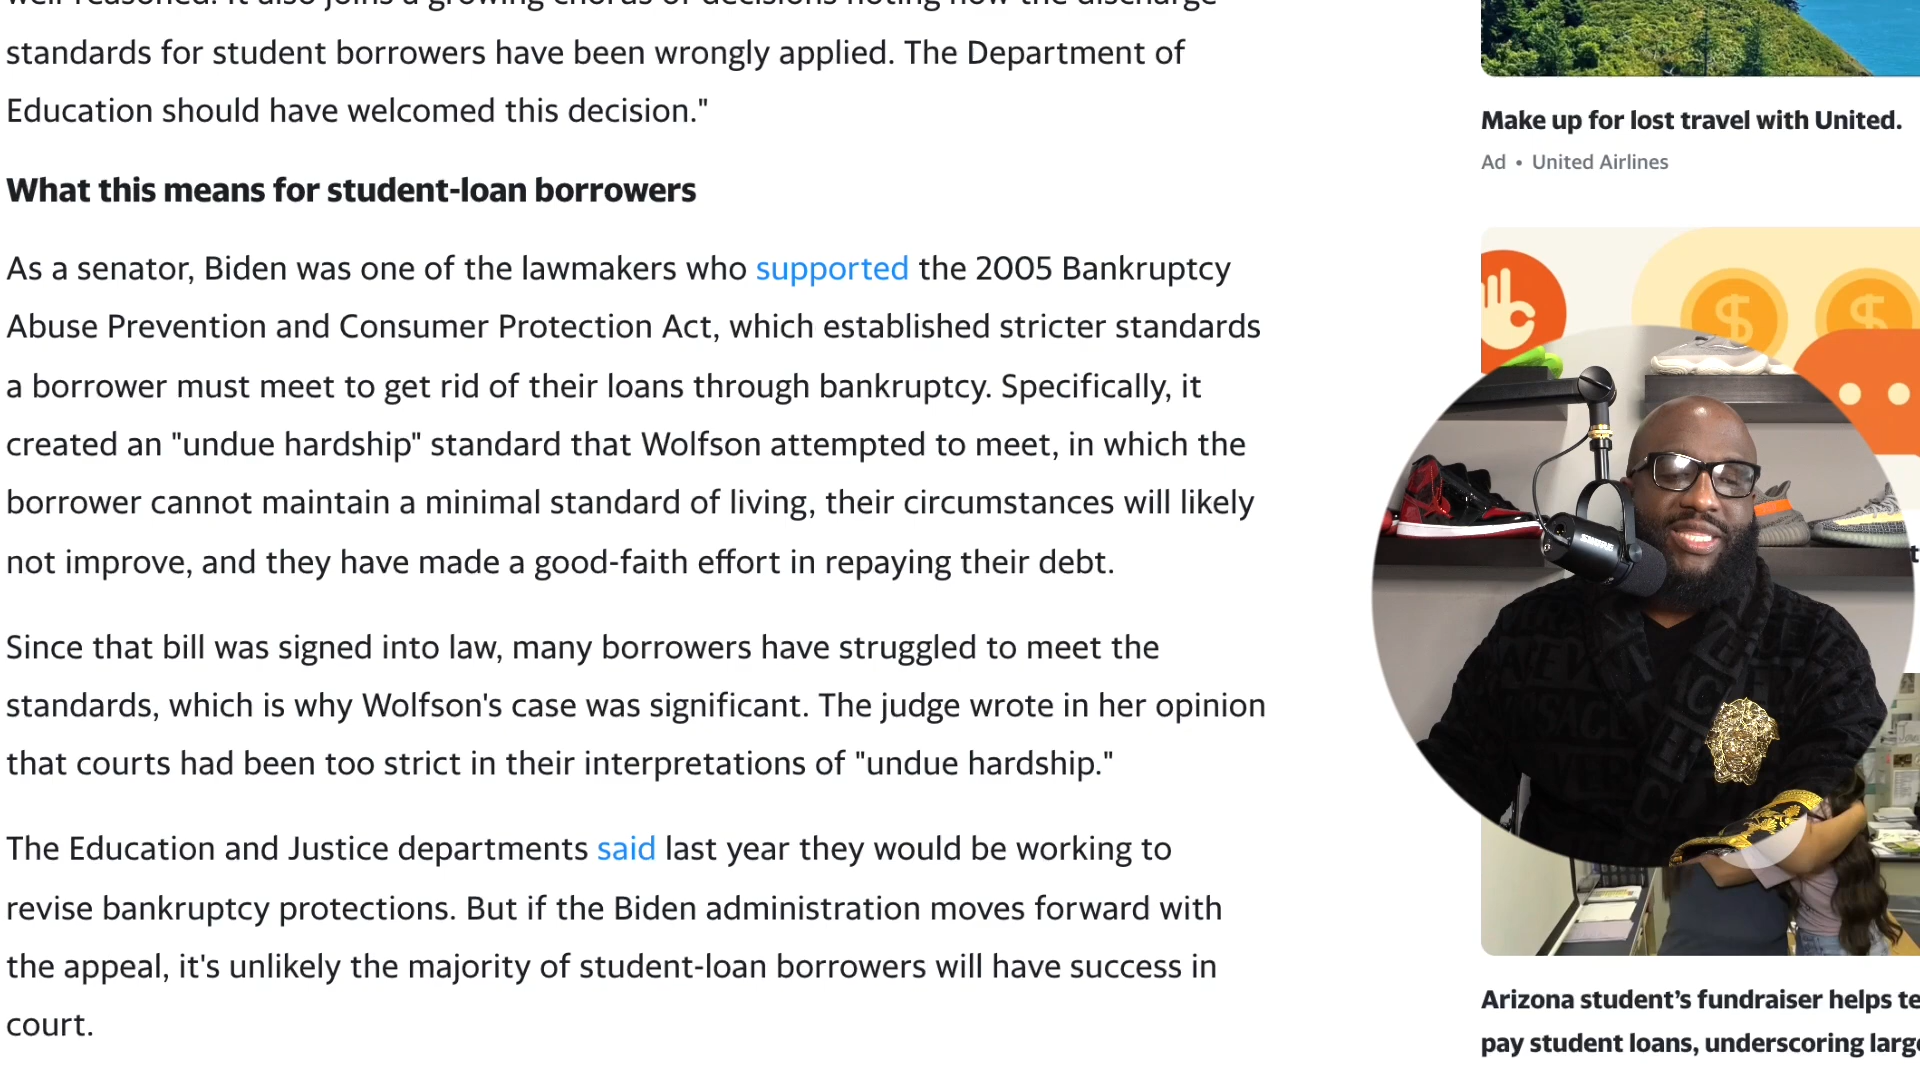 standards for student borrowers have been wrongly applied. The Department of
Education should have welcomed this decision."
What this means for student-loan borrowers
As a senator, Biden was one of the lawmakers who supported the 2005 Bankruptcy
Abuse Prevention and Consumer Protection Act, which established stricter standards
a borrower must meet to get rid of their loans through bankruptcy. Specifically, it
created an "undue hardship" standard that Wolfson attempted to meet, in which the
borrower cannot maintain a minimal standard of living, their circumstances will likely
not improve, and they have made a good-faith effort in repaying their debt.
Since that bill was signed into law, many borrowers have struggled to meet the
standards, which is why Wolfson's case was significant. The judge wrote in her opinion
that courts had been too strict in their interpretations of "undue hardship."
The Education and Justice departments said last year they would be working to
revise bankruptcy protections. But if the Biden administration moves forward with
the appeal, it's unlikely the majority of student-loan borrowers will have success in
court.
Make up for lost travel with United.
Ad • United Airlines
$ $
SHURE
Arizona student's fundraiser helps
pay student loans, underscoring